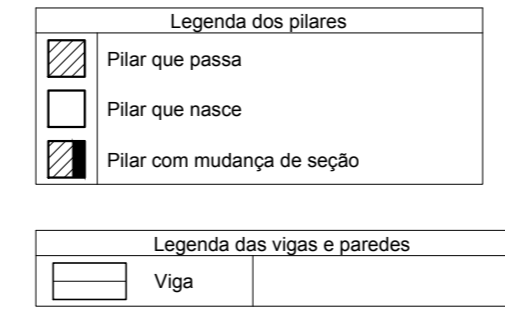 Legenda dos pilares
Pilar que passa
Pilar que nasce
Pilar com mudança de seção
Legenda das vigas e paredes
Viga